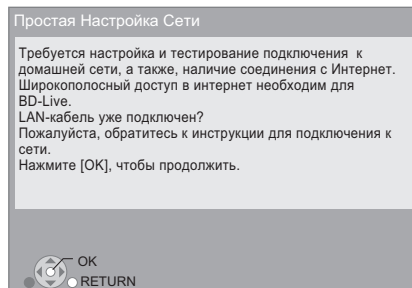 Простая Настройка Сети
Требуется настройка и тестирование подключения к
домашней сети, а также, наличие соединения с Интернет.
Широкополосный доступ в интернет необходим для
BD-Live.
LAN-кабель уже подключен?
Пожалуйста, обратитесь к инструкции для подключения к
сети.
Нажмите [OK], чтобы продолжить.
OK
RETURN